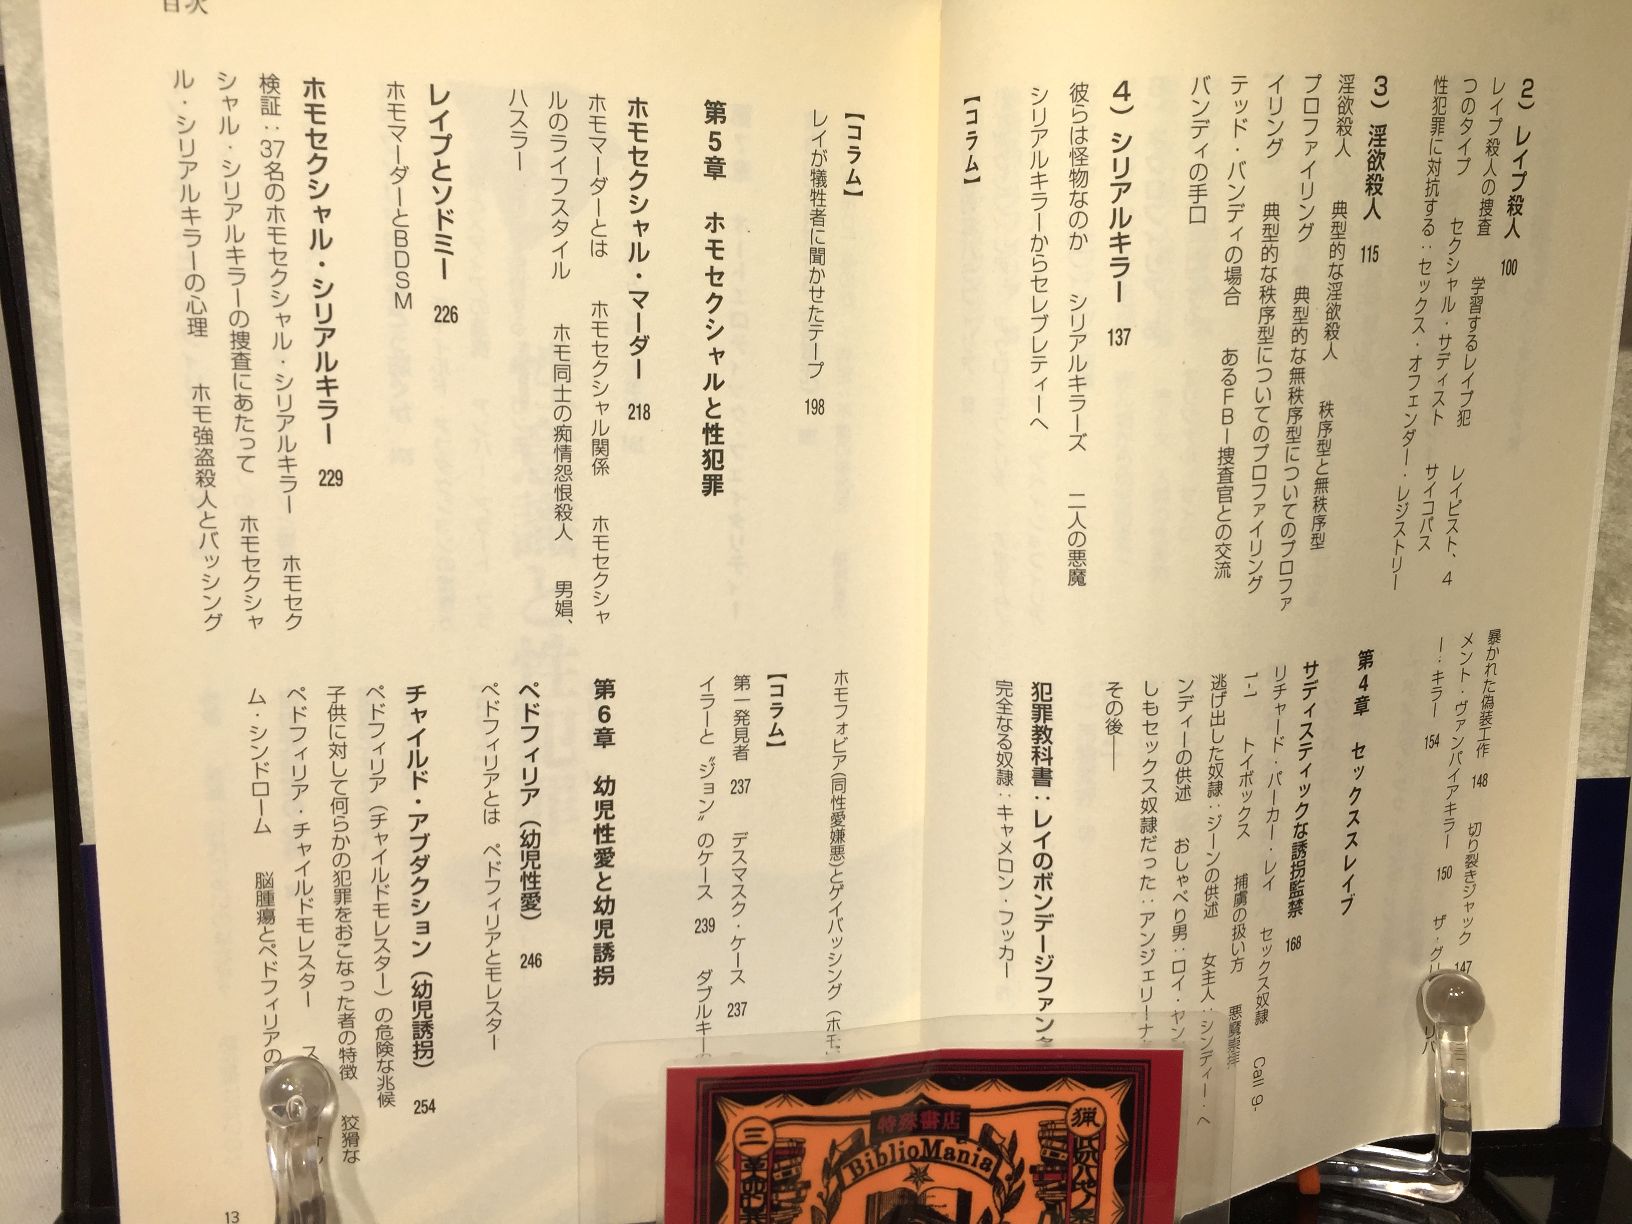 目次
2）レイプ殺人 100
レイプ殺人の捜査 学習するレイプ犯 レイピスト、4
つのタイプ セクシャル・サディスト サイコパス
性犯罪に対抗する：セックス・オフェンダー・レジストリー
3）淫欲殺人 115
淫欲殺人 典型的な淫欲殺人 秩序型と無秩序型
プロファイリング 典型的な無秩序型についてのプロファ
イリング 典型的な秩序型についてのプロファイリング
テッド・バンディの場合 あるFBI捜査官との交流
バンディの手口
4）シリアルキラー 137
彼らは怪物なのか シリアルキラーズ 二人の悪魔
シリアルキラーからセレブレティーへ
【コラム】
暴かれた偽装工作 148 切り裂きジャック 147
メント・ヴァンパイアキラー 150 ザ・グリ
ー：キラー 154
第4章 セックススレイブ
サディスティックな誘拐監禁 168
リチャード・パーカー・レイ セックス奴隷 Call 9-
1-1 トイボックス 捕虜の扱い方 悪魔崇拝
逃げ出した奴隷：ジーンの供述 女主人：シンディー・ヘ
ンディーの供述 おしゃべり男：ロイ・ヤン
しもセックス奴隷だった：アンジェリーナ
その後――
犯罪教科書：レイのボンデージファンタ
完全なる奴隷：キャメロン・フッカー
【コラム】
レイが犠牲者に聞かせたテープ 198
第5章 ホモセクシャルと性犯罪
ホモセクシャル・マーダー 218
ホモマーダーとは ホモセクシャル関係 ホモセクシャ
ルのライフスタイル ホモ同士の痴情怨恨殺人 男娼、
ハスラー
レイプとソドミー 226
ホモマーダーとBDSM
ホモセクシャル・シリアルキラー 229
検証：37名のホモセクシャル・シリアルキラー ホモセク
シャル・シリアルキラーの捜査にあたって ホモセクシャ
ル・シリアルキラーの心理 ホモ強盗殺人とバッシング
ホモフォビア（同性愛嫌悪）とゲイバッシング（ホモ
【コラム】
第一発見者 237 デスマスク・ケース 237
イラーと〝ジョン〟のケース 239 ダブルキー
第6章 幼児性愛と幼児誘拐
ペドフィリア（幼児性愛） 246
ペドフィリアとは ペドフィリアとモレスター
チャイルド・アブダクション（幼児誘拐） 254
ペドフィリア（チャイルドモレスター）の危険な兆候
子供に対して何らかの犯罪をおこなった者の特徴 狡猾な
ペドフィリア・チャイルドモレスター ス
ム・シンドローム 脳腫瘍とペドフィリアの
13
特殊書店
BiblioMania
三
猟